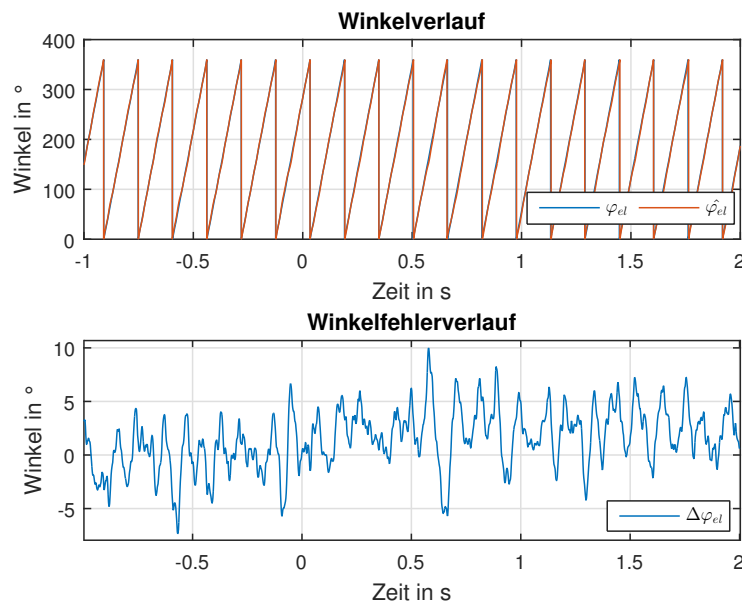 Winkelverlauf
Winkel in °
400
300
200
100
0
φ_el φ̂_el
-1 -0.5 0 0.5 1 1.5 2
Zeit in s
Winkelfehlerverlauf
Winkel in °
10
5
0
-5
Δφ_el
-0.5 0 0.5 1 1.5 2
Zeit in s